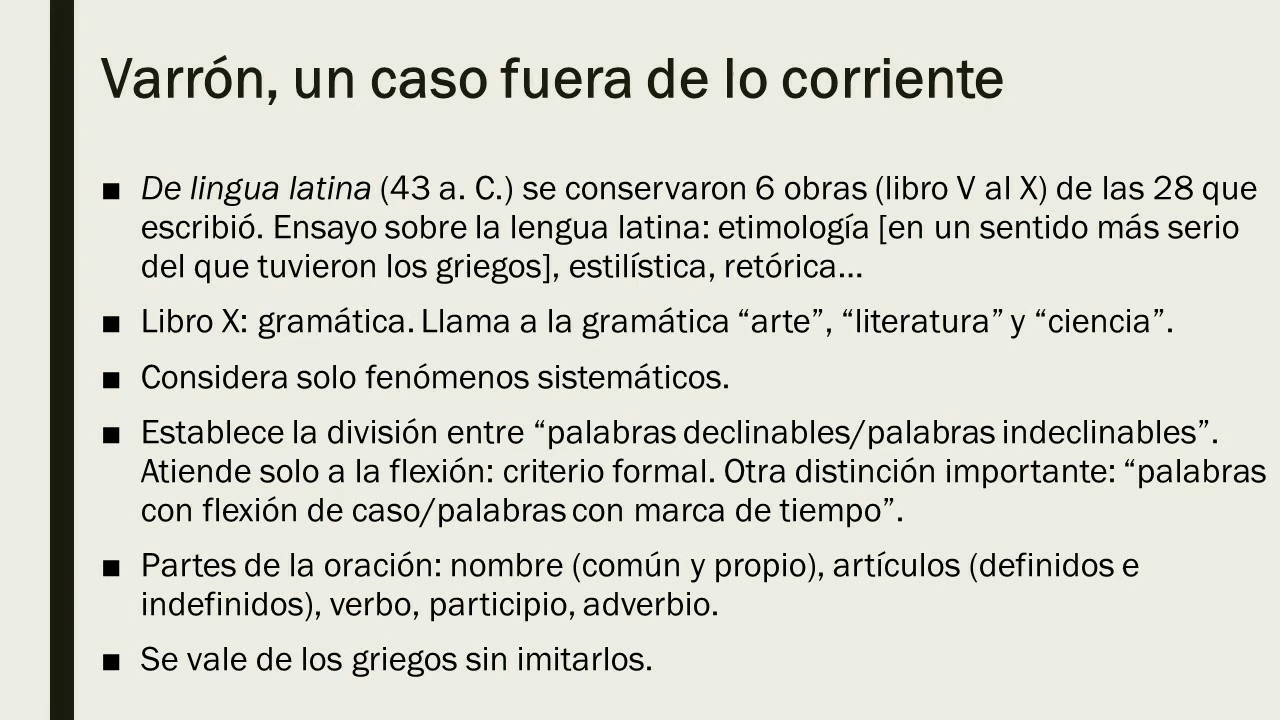 Varrón, un caso fuera de lo corriente
■ De lingua latina (43 a. C.) se conservaron 6 obras (libro V al X) de las 28 que
escribió. Ensayo sobre la lengua latina: etimología [en un sentido más serio
del que tuvieron los griegos], estilística, retórica...
■ Libro X: gramática. Llama a la gramática “arte”, “literatura” y “ciencia”.
■ Considera solo fenómenos sistemáticos.
■ Establece la división entre “palabras declinables/palabras indeclinables”.
Atiende solo a la flexión: criterio formal. Otra distinción importante: “palabras
con flexión de caso/palabras con marca de tiempo”.
■ Partes de la oración: nombre (común y propio), artículos (definidos e
indefinidos), verbo, participio, adverbio.
■ Se vale de los griegos sin imitarlos.